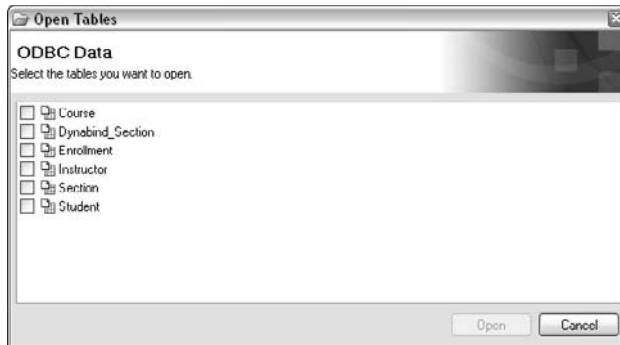 Open Tables
ODBC Data
Select the tables you want to open.
Course
Dynabind_Section
Enrollment
Instructor
Section
Student
Open
Cancel